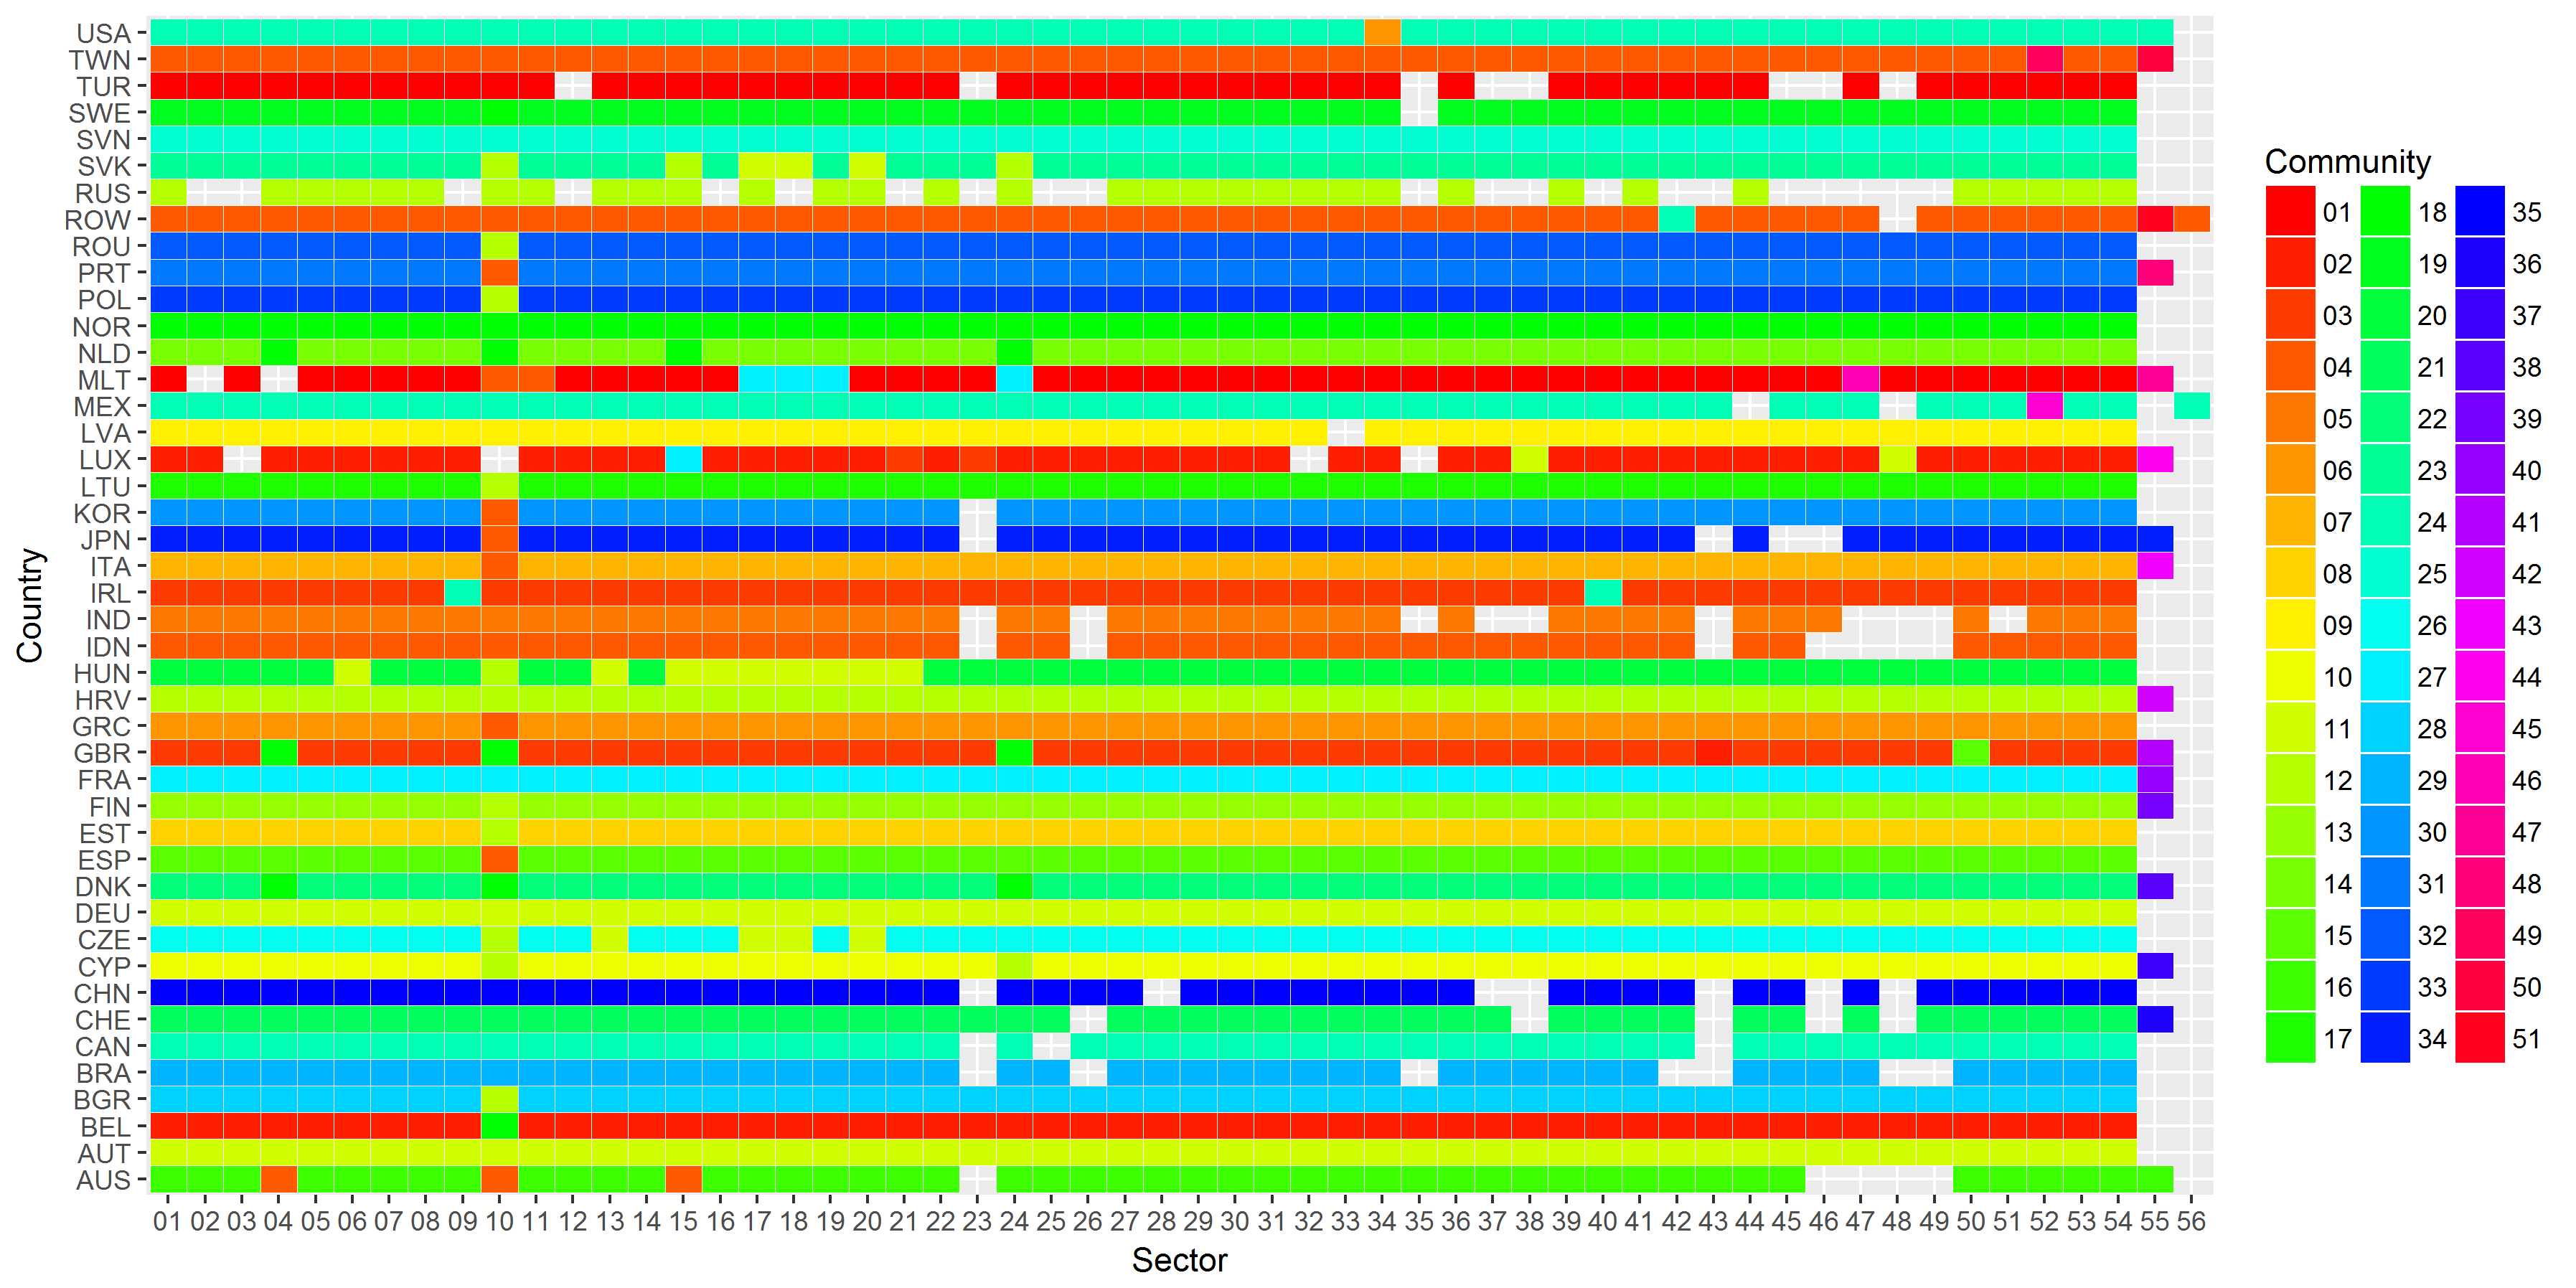 Country
USA
TWN
TUR
SWE
SVN
SVK
RUS
ROW
ROU
PRT
POL
NOR
NLD
MLT
MEX
LVA
LUX
LTU
KOR
JPN
ITA
IRL
IND
IDN
HUN
HRV
GRC
GBR
FRA
FIN
EST
ESP
DNK
DEU
CZE
CYP
CHN
CHE
CAN
BRA
BGR
BEL
AUT
AUS
01 02 03 04 05 06 07 08 09 10 11 12 13 14 15 16 17 18 19 20 21 22 23 24 25 26 27 28 29 30 31 32 33 34 35 36 37 38 39 40 41 42 43 44 45 46 47 48 49 50 51 52 53 54 55 56
Sector
Community
01 18 35
02 19 36
03 20 37
04 21 38
05 22 39
06 23 40
07 24 41
08 25 42
09 26 43
10 27 44
11 28 45
12 29 46
13 30 47
14 31 48
15 32 49
16 33 50
17 34 51